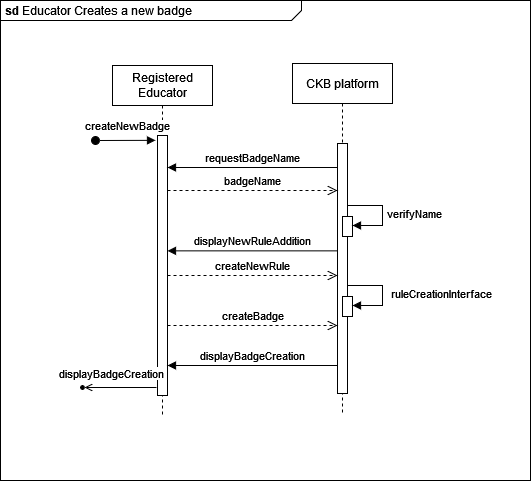 sd Educator Creates a new badge
Registered
Educator
CKB platform
createNewBadge
requestBadgeName
badgeName
verifyName
displayNewRuleAddition
createNewRule
ruleCreationInterface
createBadge
displayBadgeCreation
displayBadgeCreation